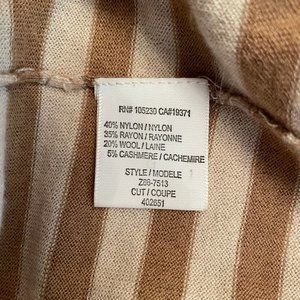 RN# 105230 CA#19371
40% NYLON / NYLON
35% RAYON / RAYONNE
20% WOOL / LAINE
5% CASHMERE / CACHEMIRE
STYLE / MODELE
Z86-7513
CUT / COUPE
402651